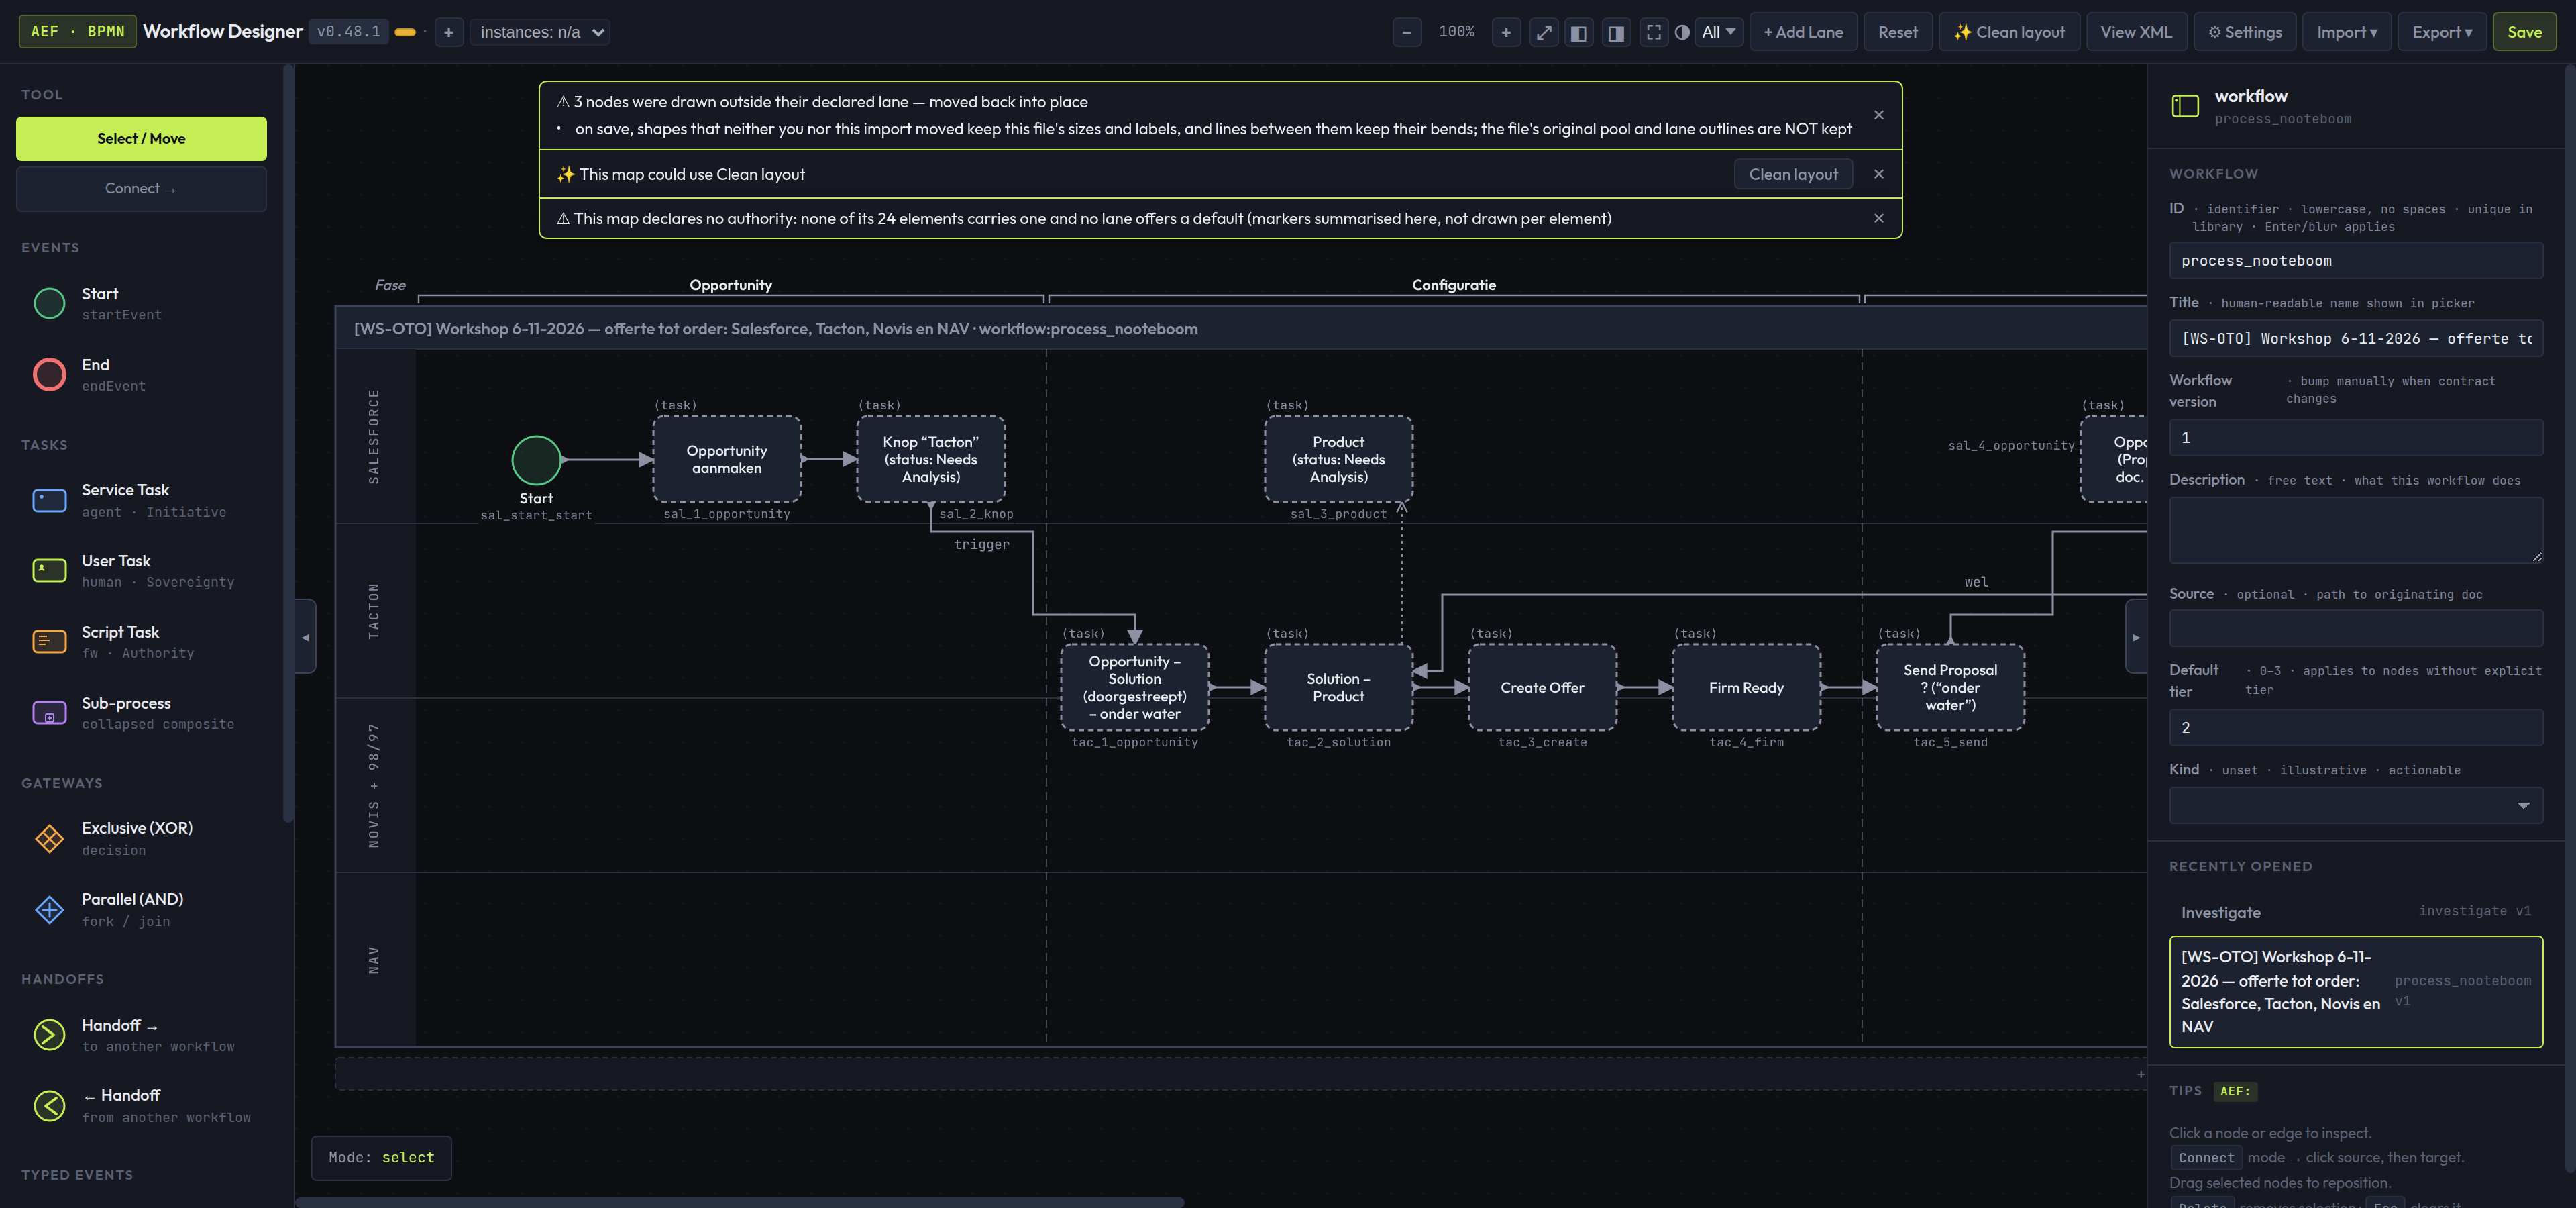 AEF · BPMN Workflow Designer v0.48.1 · + instances: n/a
− 100% + All + Add Lane Reset ✨ Clean layout View XML ⚙ Settings Import ▾ Export ▾ Save
TOOL
Select / Move
Connect →
EVENTS
Start
startEvent
End
endEvent
TASKS
Service Task
agent · Initiative
User Task
human · Sovereignty
Script Task
fw · Authority
Sub-process
collapsed composite
GATEWAYS
Exclusive (XOR)
decision
Parallel (AND)
fork / join
HANDOFFS
Handoff →
to another workflow
← Handoff
from another workflow
TYPED EVENTS
⚠ 3 nodes were drawn outside their declared lane — moved back into place ×
• on save, shapes that neither you nor this import moved keep this file's sizes and labels, and lines between them keep their bends; the file's original pool and lane outlines are NOT kept
✨ This map could use Clean layout Clean layout ×
⚠ This map declares no authority: none of its 24 elements carries one and no lane offers a default (markers summarised here, not drawn per element) ×
Fase Opportunity Configuratie
[WS-OTO] Workshop 6-11-2026 — offerte tot order: Salesforce, Tacton, Novis en NAV · workflow:process_nooteboom
SALESFORCE
Start
sal_start_start
(task)
Opportunity
aanmaken
sal_1_opportunity
(task)
Knop “Tacton”
(status: Needs
Analysis)
sal_2_knop
trigger
(task)
Product
(status: Needs
Analysis)
sal_3_product
(task)
sal_4_opportunity
doc.
TACTON
wel
(task)
Opportunity –
Solution
(doorgestreept)
– onder water
tac_1_opportunity
(task)
Solution –
Product
tac_2_solution
(task)
Create Offer
tac_3_create
(task)
Firm Ready
tac_4_firm
(task)
Send Proposal
? (“onder
water”)
tac_5_send
NOVIS + 98/97
NAV
+
Mode: select
workflow
process_nooteboom
WORKFLOW
ID · identifier · lowercase, no spaces · unique in
library · Enter/blur applies
process_nooteboom
Title · human-readable name shown in picker
[WS-OTO] Workshop 6-11-2026 — offerte to
Workflow version · bump manually when contract changes
1
Description · free text · what this workflow does
Source · optional · path to originating doc
Default tier · 0–3 · applies to nodes without explicit tier
2
Kind · unset · illustrative · actionable
RECENTLY OPENED
Investigate investigate v1
[WS-OTO] Workshop 6-11-
2026 — offerte tot order:
Salesforce, Tacton, Novis en
NAV
process_nooteboom
v1
TIPS AEF:
Click a node or edge to inspect.
Connect mode → click source, then target.
Drag selected nodes to reposition.